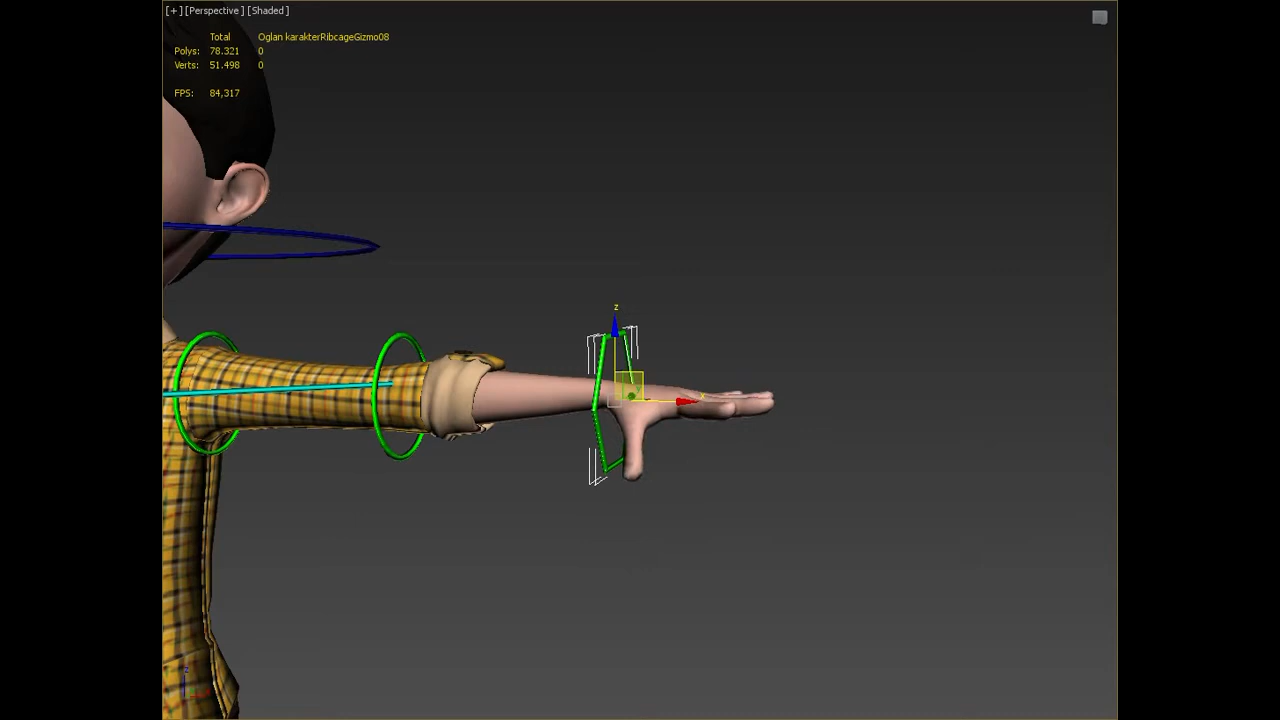 [+] [Perspective] [Shaded]
Total Oglan karakterRibcageGizmo08
Polys: 78.321 0
Verts: 51.498 0
FPS: 84,317
z